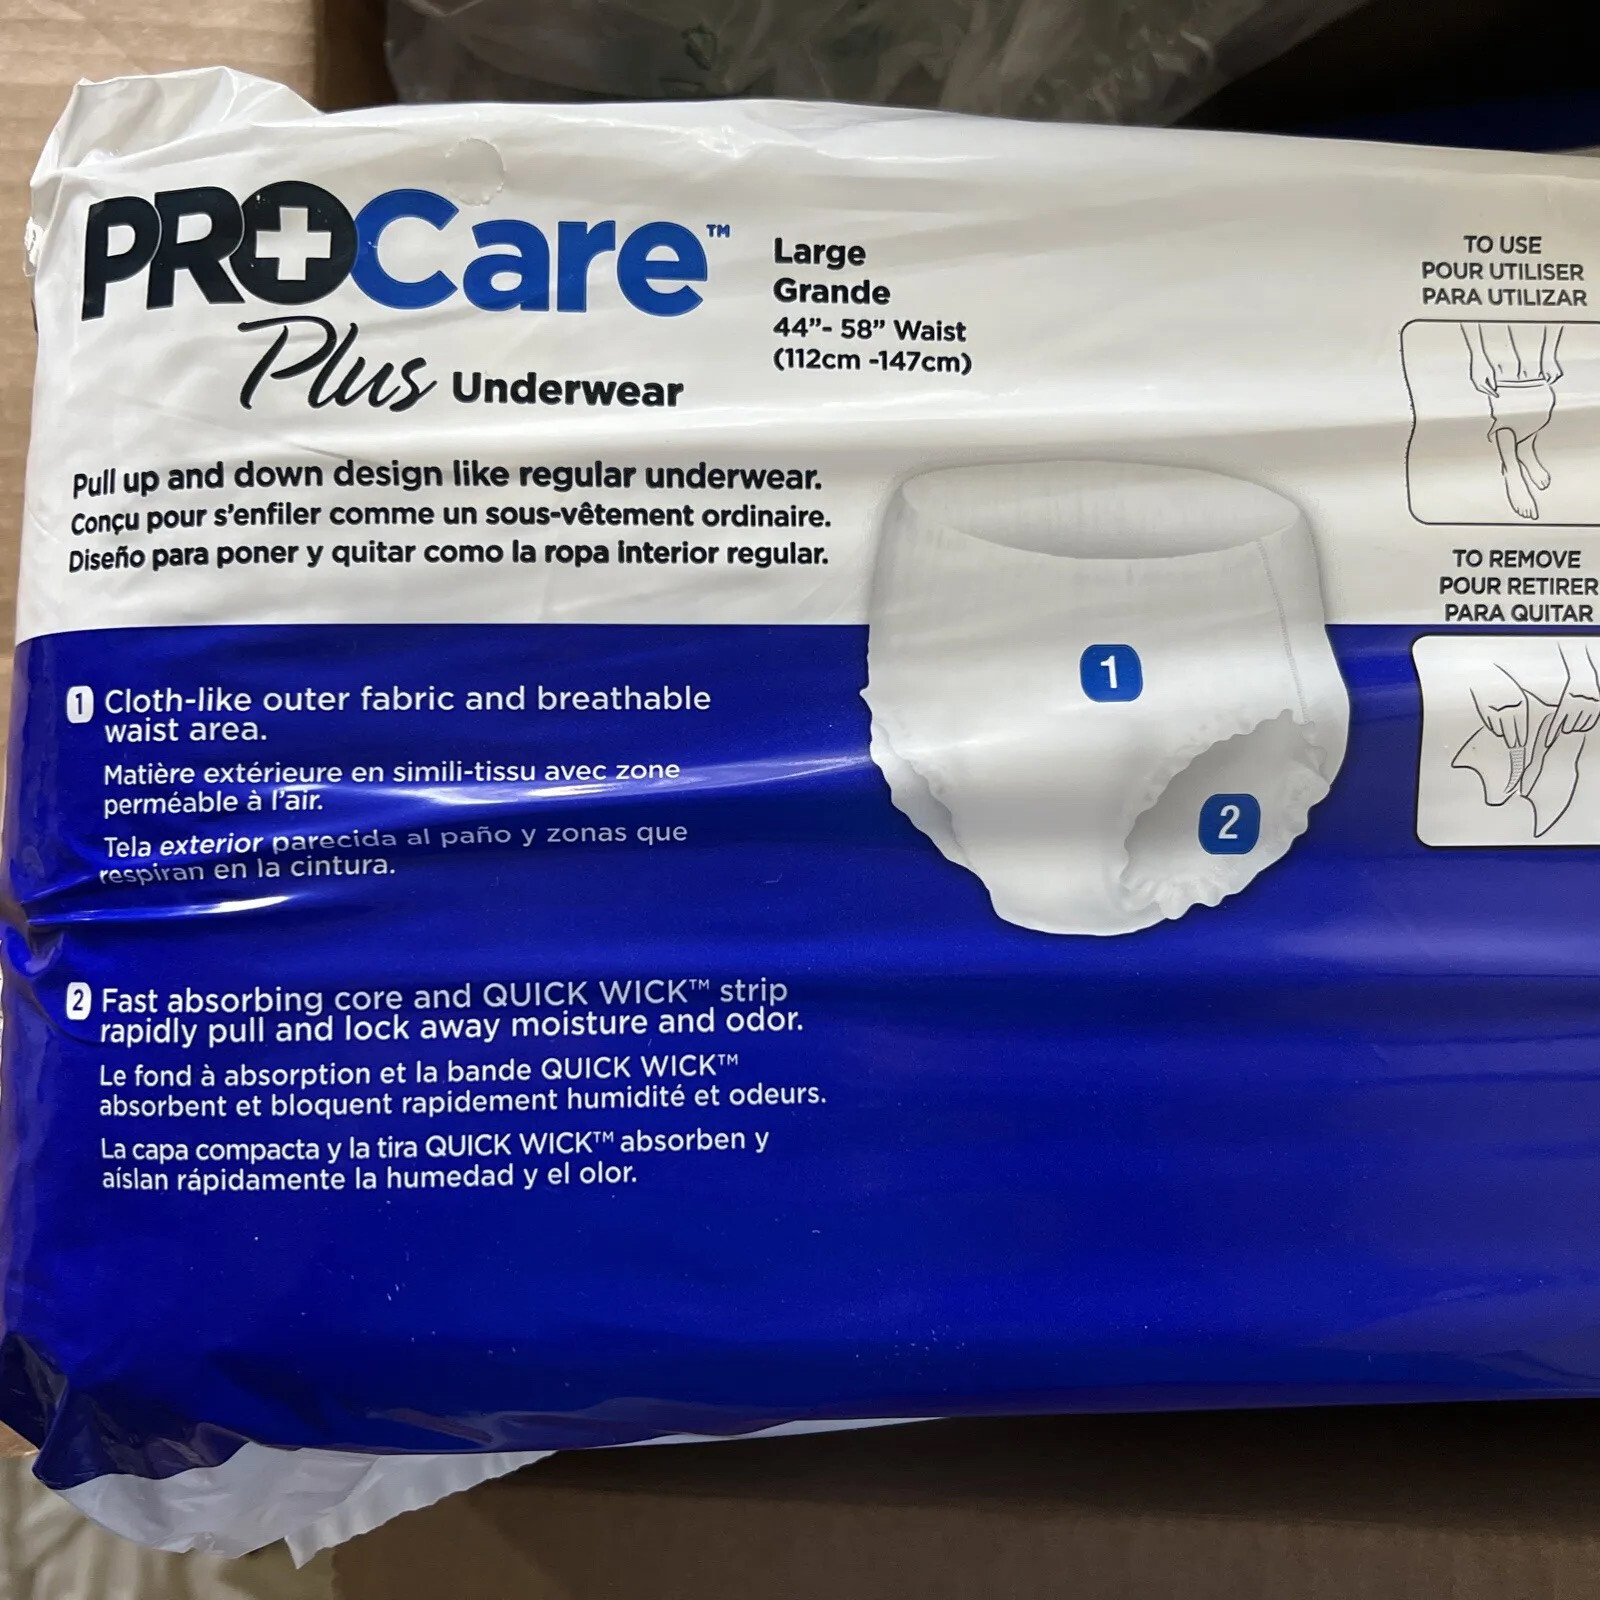 PROCare™
Plus Underwear
Large
Grande
44”- 58” Waist
(112cm -147cm)
Pull up and down design like regular underwear.
Conçu pour s’enfiler comme un sous-vêtement ordinaire.
Diseño para poner y quitar como la ropa interior regular.
TO USE
POUR UTILISER
PARA UTILIZAR
TO REMOVE
POUR RETIRER
PARA QUITAR
1 Cloth-like outer fabric and breathable
waist area.
Matière extérieure en simili-tissu avec zone
perméable à l’air.
Tela exterior parecida al paño y zonas que
respiran en la cintura.
2 Fast absorbing core and QUICK WICK™ strip
rapidly pull and lock away moisture and odor.
Le fond à absorption et la bande QUICK WICK™
absorbent et bloquent rapidement humidité et odeurs.
La capa compacta y la tira QUICK WICK™ absorben y
aíslan rápidamente la humedad y el olor.
1
2